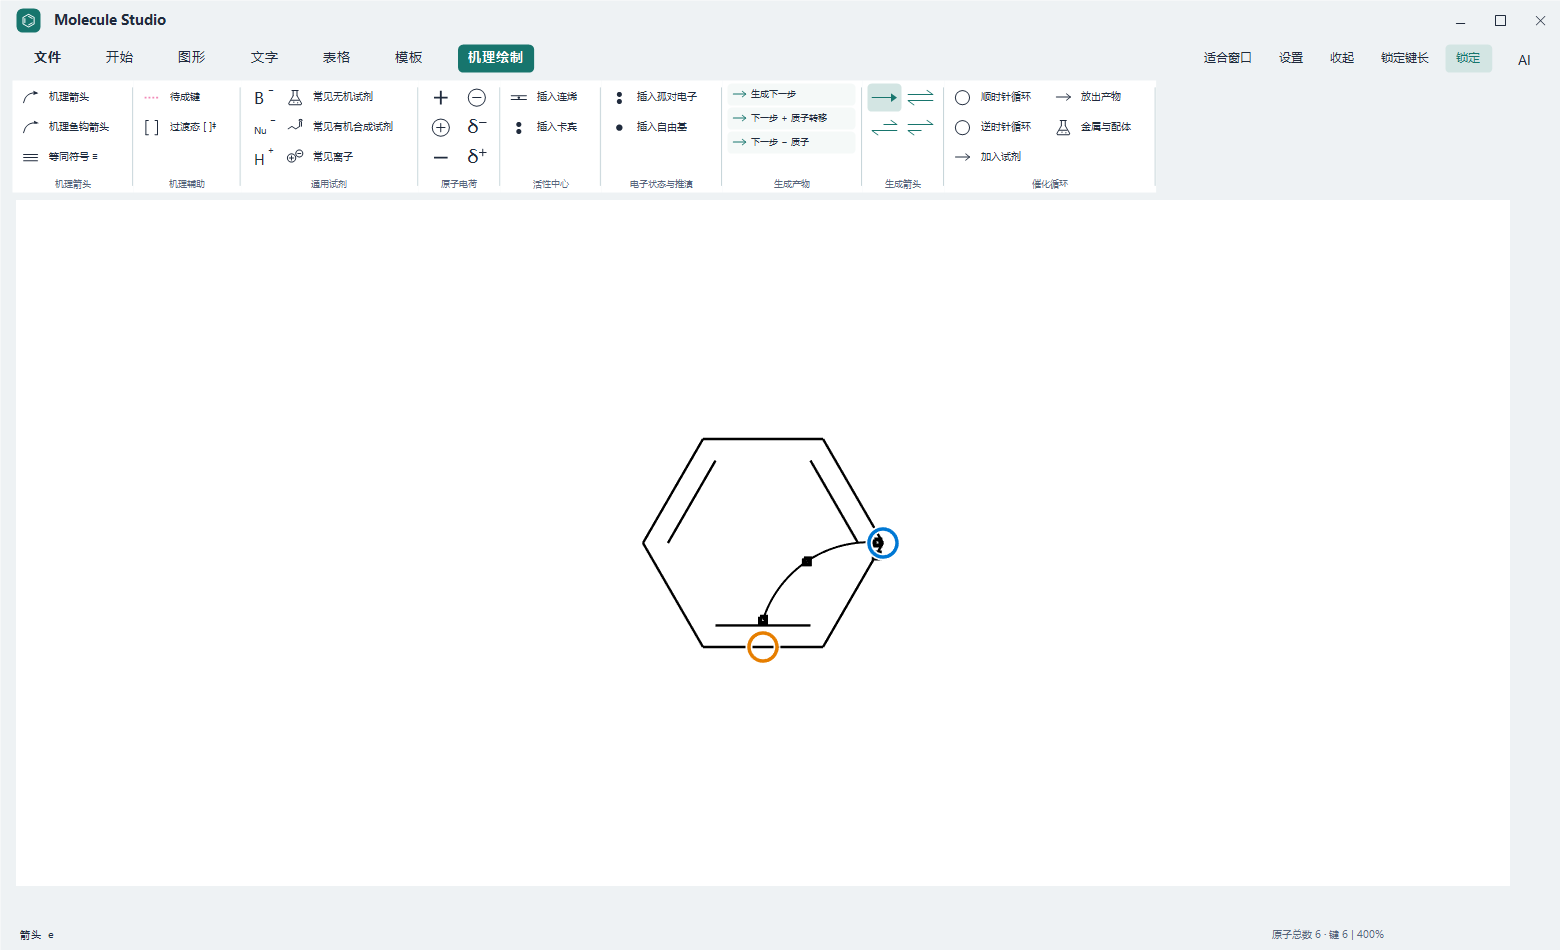 Molecule Studio
文件 开始 图形 文字 表格 模板 机理绘制 适合窗口 设置 收起 锁定键长 锁定 AI
机理箭头 待成键 B⁻ 常见无机试剂 插入连烯 插入孤对电子 生成下一步 顺时针循环 放出产物
机理鱼钩箭头 过渡态 [ ]‡ Nu⁻ 常见有机合成试剂 δ⁻ 插入卡宾 插入自由基 下一步 + 质子转移 逆时针循环 金属与配体
等同符号 ≡ H⁺ 常见离子 δ⁺ 下一步 − 质子 加入试剂
机理箭头 机理辅助 通用试剂 原子电荷 活性中心 电子状态与推演 生成产物 生成箭头 催化循环
箭头 e 原子总数 6 · 键 6 | 400%